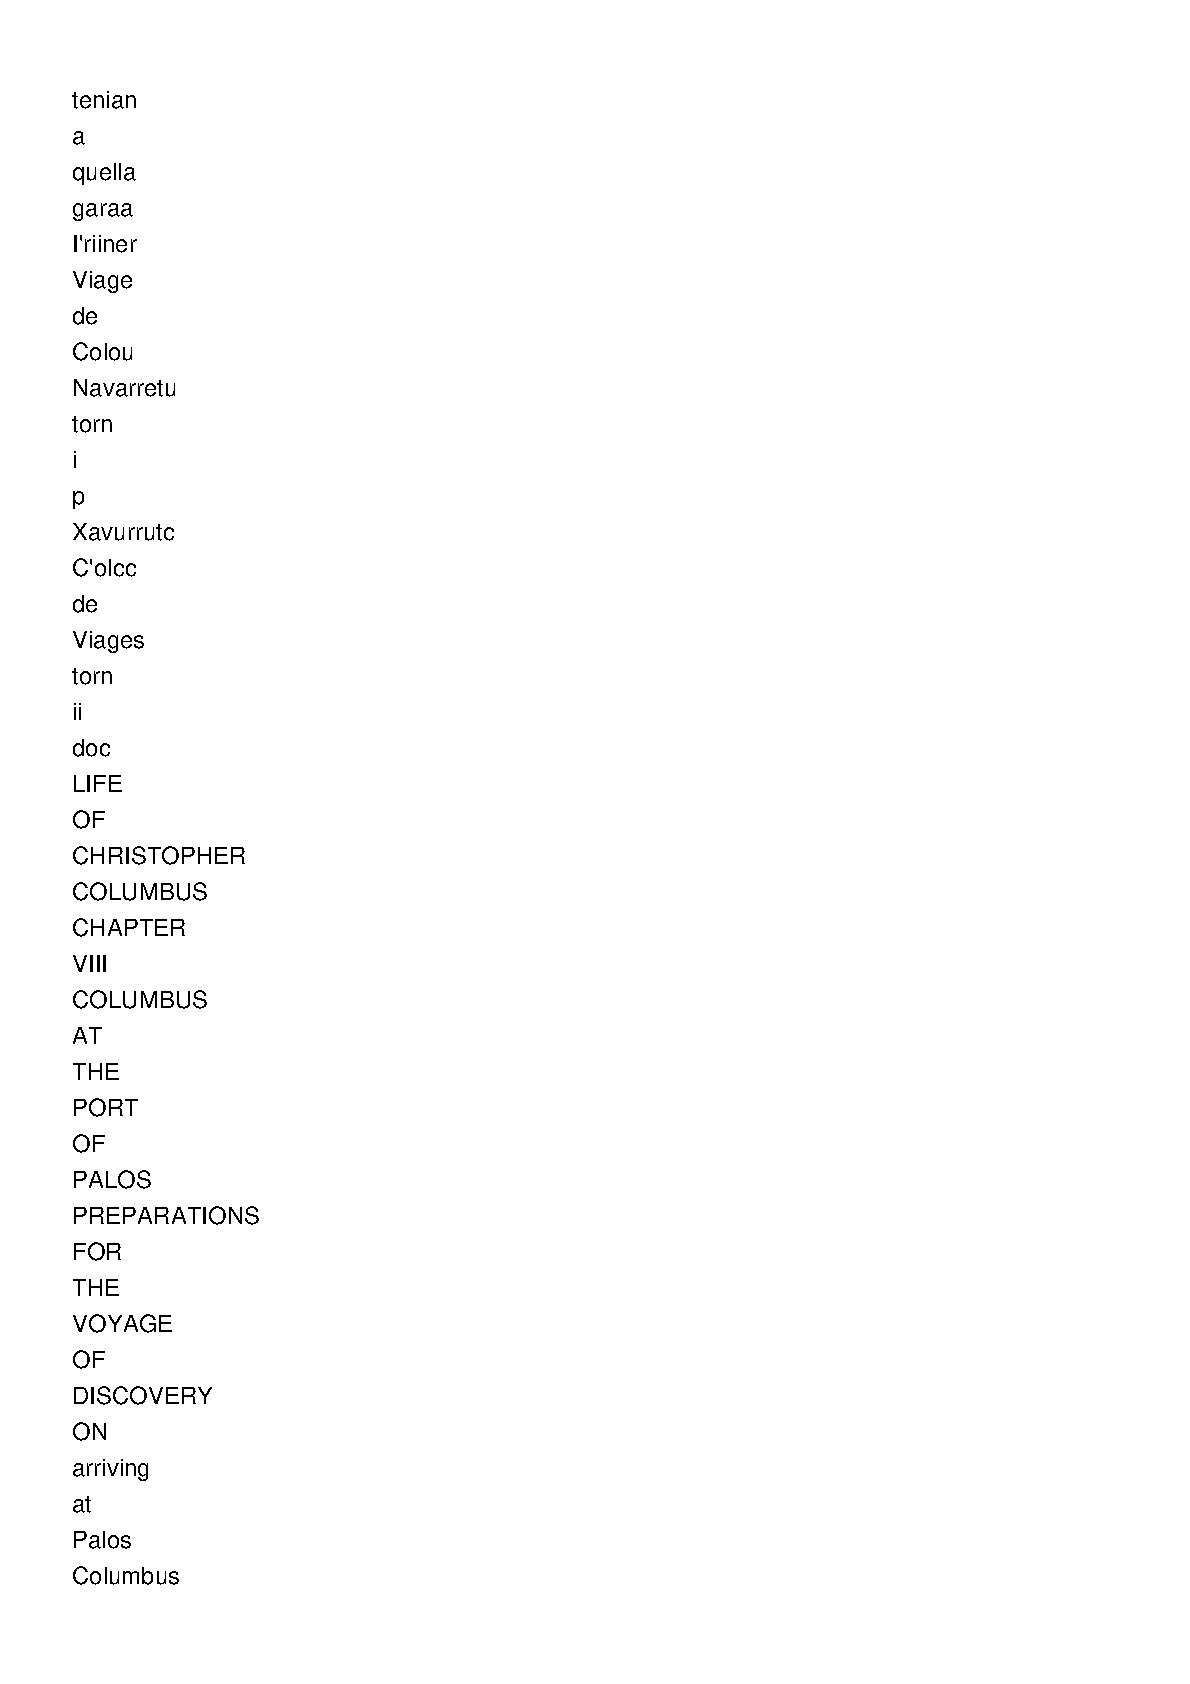 tenian
a
quella
garaa
I'riiner
Viage
de
Colou
Navarretu
torn
i
p
Xavurrutc
C'olcc
de
Viages
torn
ii
doc
LIFE
OF
CHRISTOPHER
COLUMBUS
CHAPTER
VIII
COLUMBUS
AT
THE
PORT
OF
PALOS
PREPARATIONS
FOR
THE
VOYAGE
OF
DISCOVERY
ON
arriving
at
Palos
Columbus